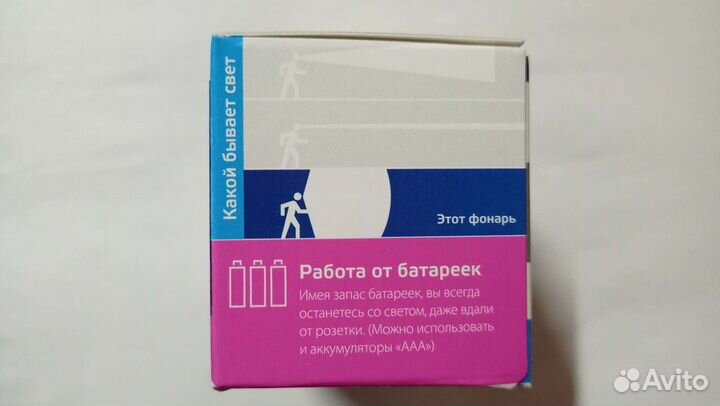 Какой бывает свет
Этот фонарь
Работа от батареек
Имея запас батареек, вы всегда
останетесь со светом, даже вдали
от розетки. (Можно использовать
и аккумуляторы «ААА»)
Avito